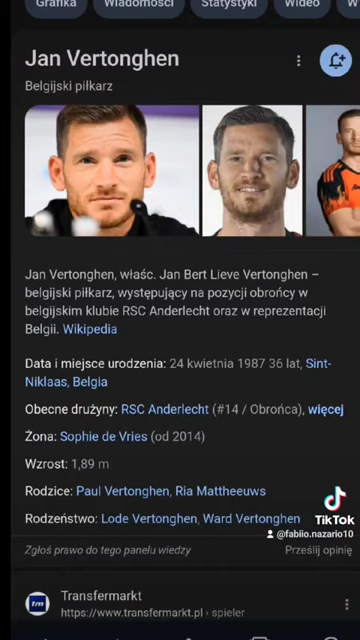 Grafika Wiadomości Statystyki Wideo W
Jan Vertonghen
Belgijski piłkarz
Jan Vertonghen, właśc. Jan Bert Lieve Vertonghen –
belgijski piłkarz, występujący na pozycji obrońcy w
belgijskim klubie RSC Anderlecht oraz w reprezentacji
Belgii. Wikipedia
Data i miejsce urodzenia: 24 kwietnia 1987 36 lat, Sint-
Niklaas, Belgia
Obecne drużyny: RSC Anderlecht (#14 / Obrońca), więcej
Żona: Sophie de Vries (od 2014)
Wzrost: 1,89 m
Rodzice: Paul Vertonghen, Ria Mattheeuws
Rodzeństwo: Lode Vertonghen, Ward Vertonghen
TikTok
@fabiio.nazario10
Zgłoś prawo do tego panelu wiedzy Prześlij opinię
tm Transfermarkt
https://www.transfermarkt.pl › spieler